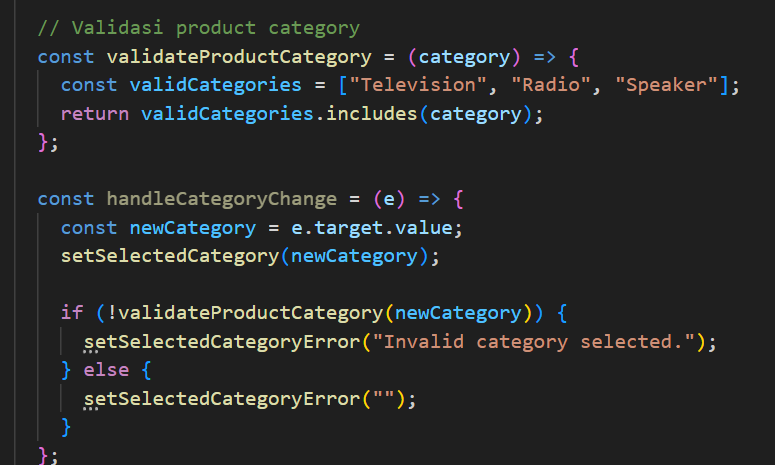 // Validasi product category
const validateProductCategory = (category) => {
  const validCategories = ["Television", "Radio", "Speaker"];
  return validCategories.includes(category);
};

const handleCategoryChange = (e) => {
  const newCategory = e.target.value;
  setSelectedCategory(newCategory);

  if (!validateProductCategory(newCategory)) {
    setSelectedCategoryError("Invalid category selected.");
  } else {
    setSelectedCategoryError("");
  }
};